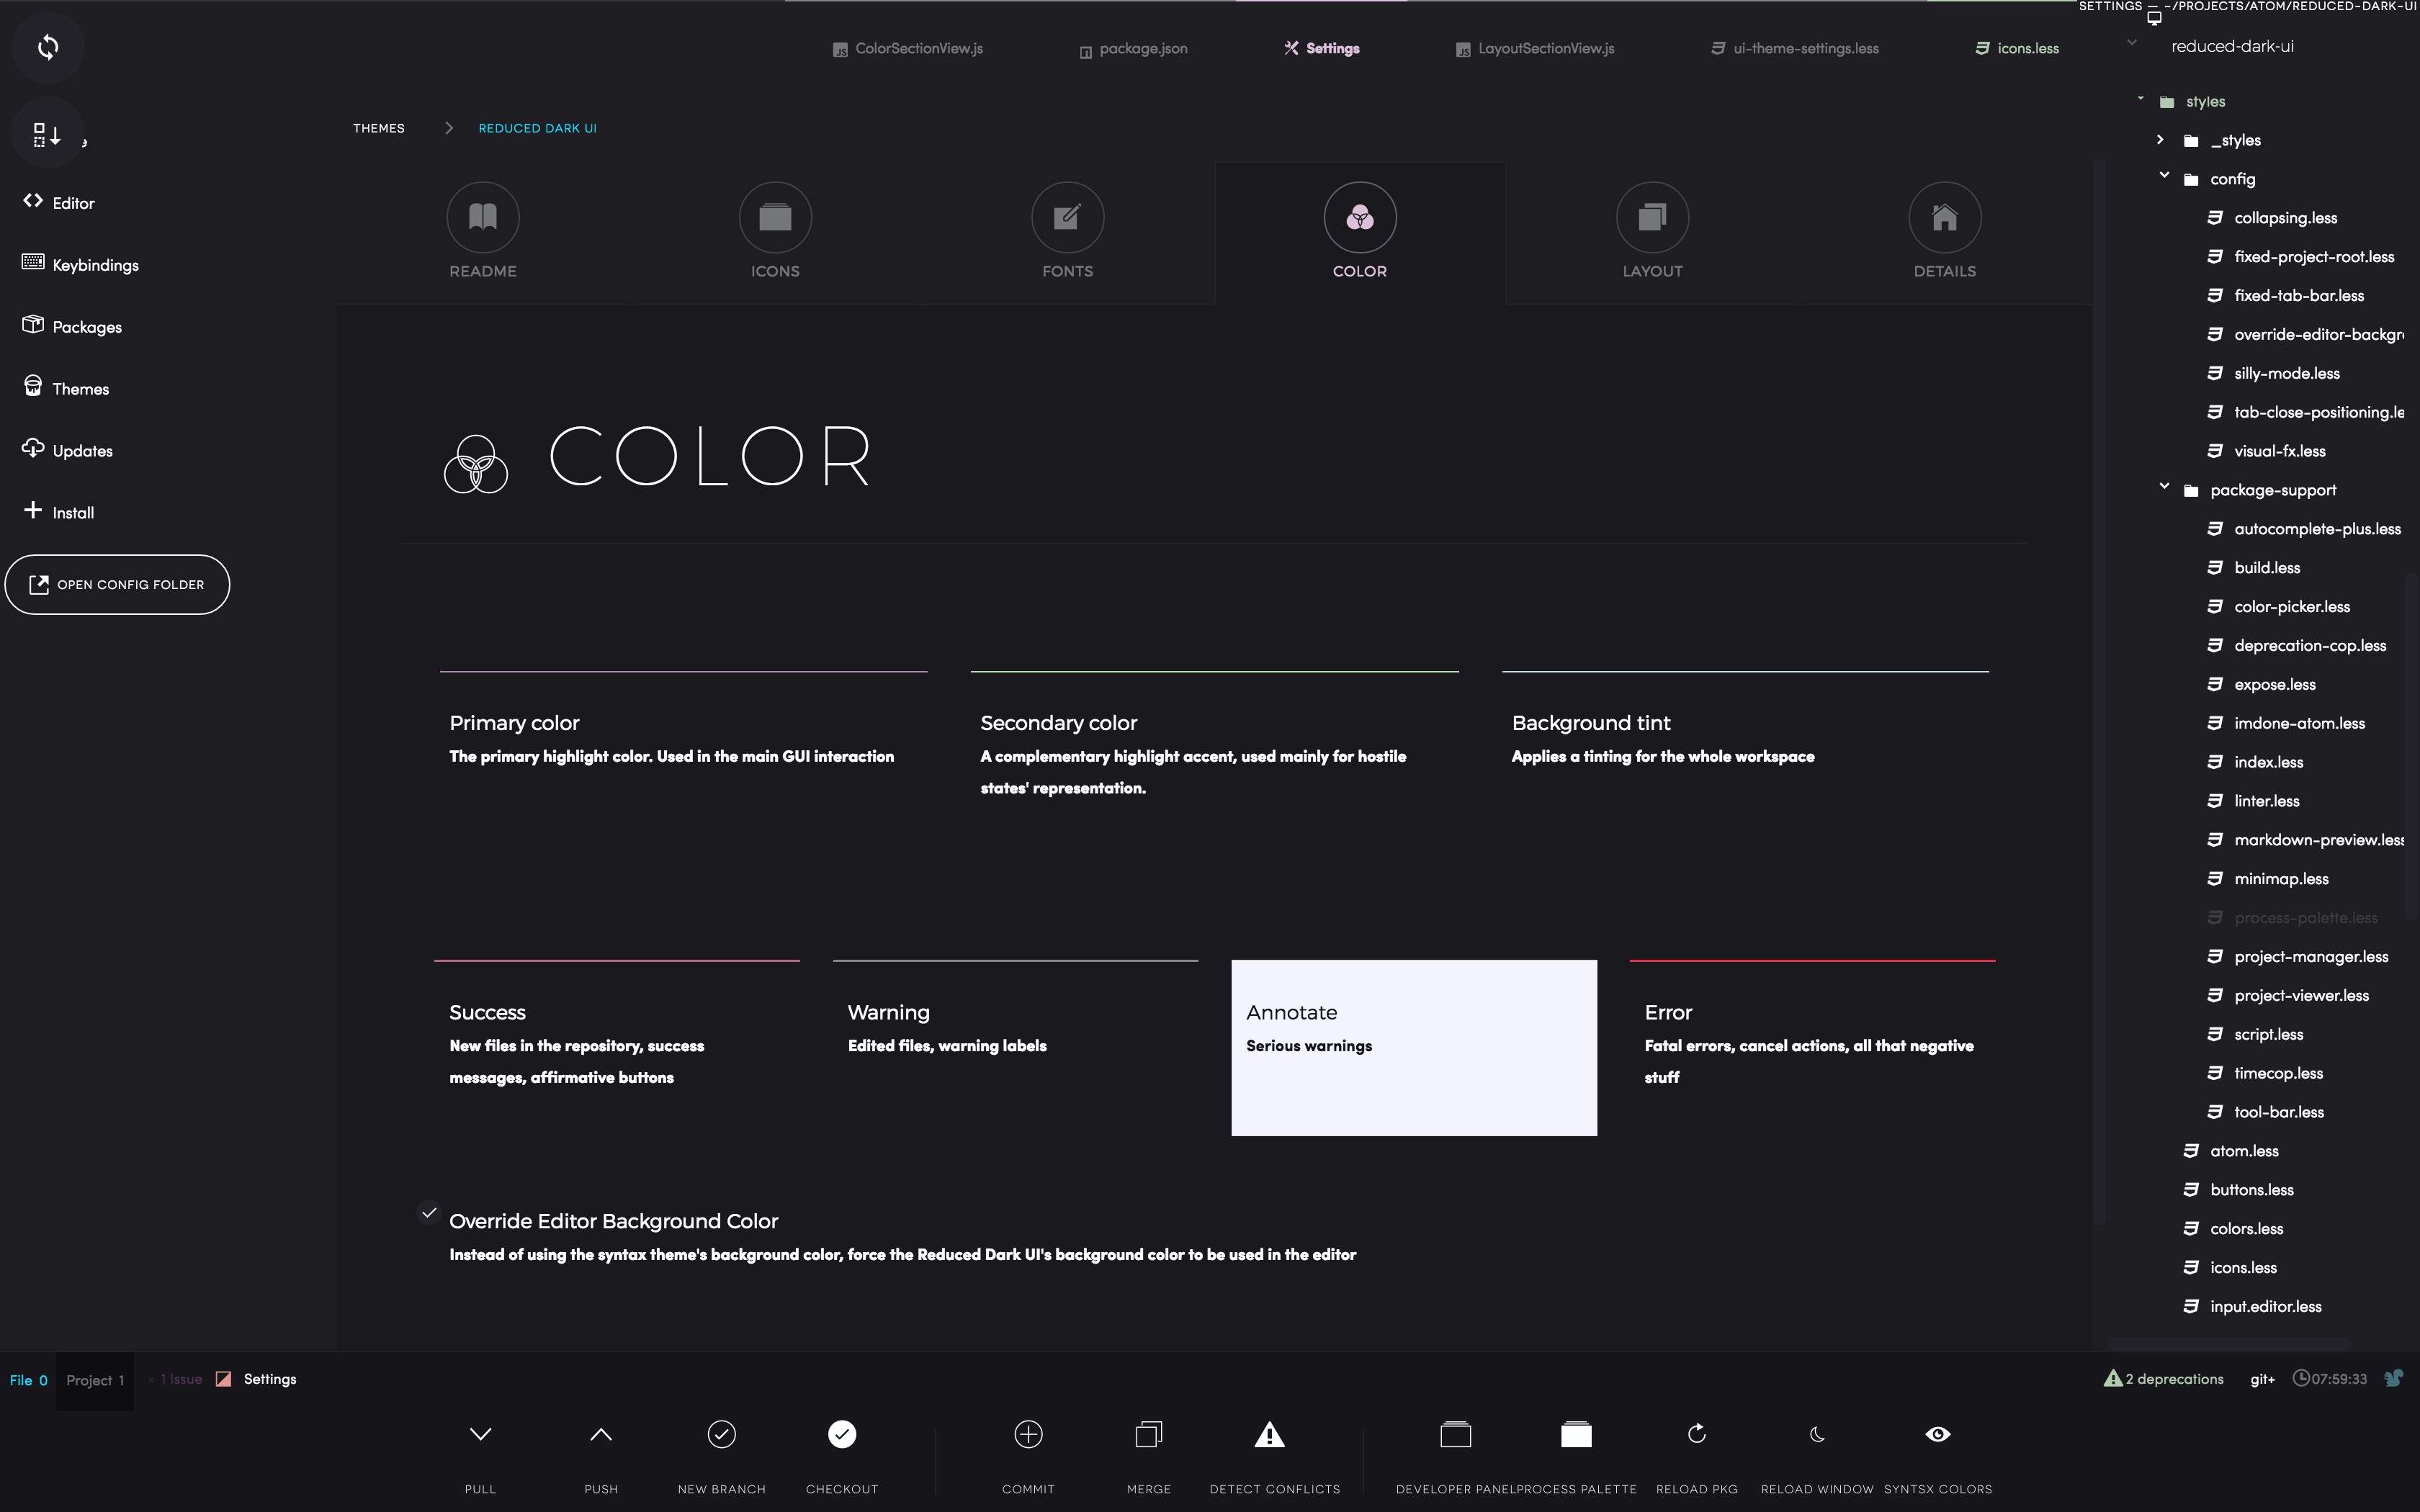 SETTINGS — ~/PROJECTS/ATOM/REDUCED-DARK-UI
ColorSectionView.js
package.json
Settings
LayoutSectionView.js
ui-theme-settings.less
icons.less
THEMES
REDUCED DARK UI
Editor
Keybindings
Packages
Themes
Updates
Install
OPEN CONFIG FOLDER
README
ICONS
FONTS
COLOR
LAYOUT
DETAILS
COLOR
Primary color
The primary highlight color. Used in the main GUI interaction
Secondary color
A complementary highlight accent, used mainly for hostile
states' representation.
Background tint
Applies a tinting for the whole workspace
Success
New files in the repository, success
messages, affirmative buttons
Warning
Edited files, warning labels
Annotate
Serious warnings
Error
Fatal errors, cancel actions, all that negative
stuff
Override Editor Background Color
Instead of using the syntax theme's background color, force the Reduced Dark UI's background color to be used in the editor
reduced-dark-ui
styles
_styles
config
collapsing.less
fixed-project-root.less
fixed-tab-bar.less
override-editor-backgr
silly-mode.less
tab-close-positioning.le
visual-fx.less
package-support
autocomplete-plus.less
build.less
color-picker.less
deprecation-cop.less
expose.less
imdone-atom.less
index.less
linter.less
markdown-preview.less
minimap.less
process-palette.less
project-manager.less
project-viewer.less
script.less
timecop.less
tool-bar.less
atom.less
buttons.less
colors.less
icons.less
input.editor.less
File 0
Project 1
× 1 Issue
Settings
2 deprecations
git+
07:59:33
PULL
PUSH
NEW BRANCH
CHECKOUT
COMMIT
MERGE
DETECT CONFLICTS
DEVELOPER PANEL
PROCESS PALETTE
RELOAD PKG
RELOAD WINDOW
SYNTSX COLORS